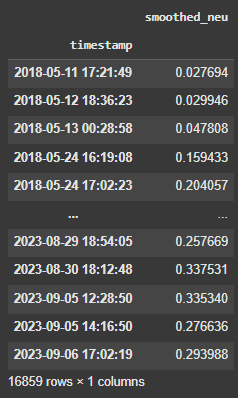 smoothed_neu
timestamp
2018-05-11 17:21:49 0.027694
2018-05-12 18:36:23 0.029946
2018-05-13 00:28:58 0.047808
2018-05-24 16:19:08 0.159433
2018-05-24 17:02:23 0.204057
... ...
2023-08-29 18:54:05 0.257669
2023-08-30 18:12:48 0.337531
2023-09-05 12:28:50 0.335340
2023-09-05 14:16:50 0.276636
2023-09-06 17:02:19 0.293988
16859 rows × 1 columns